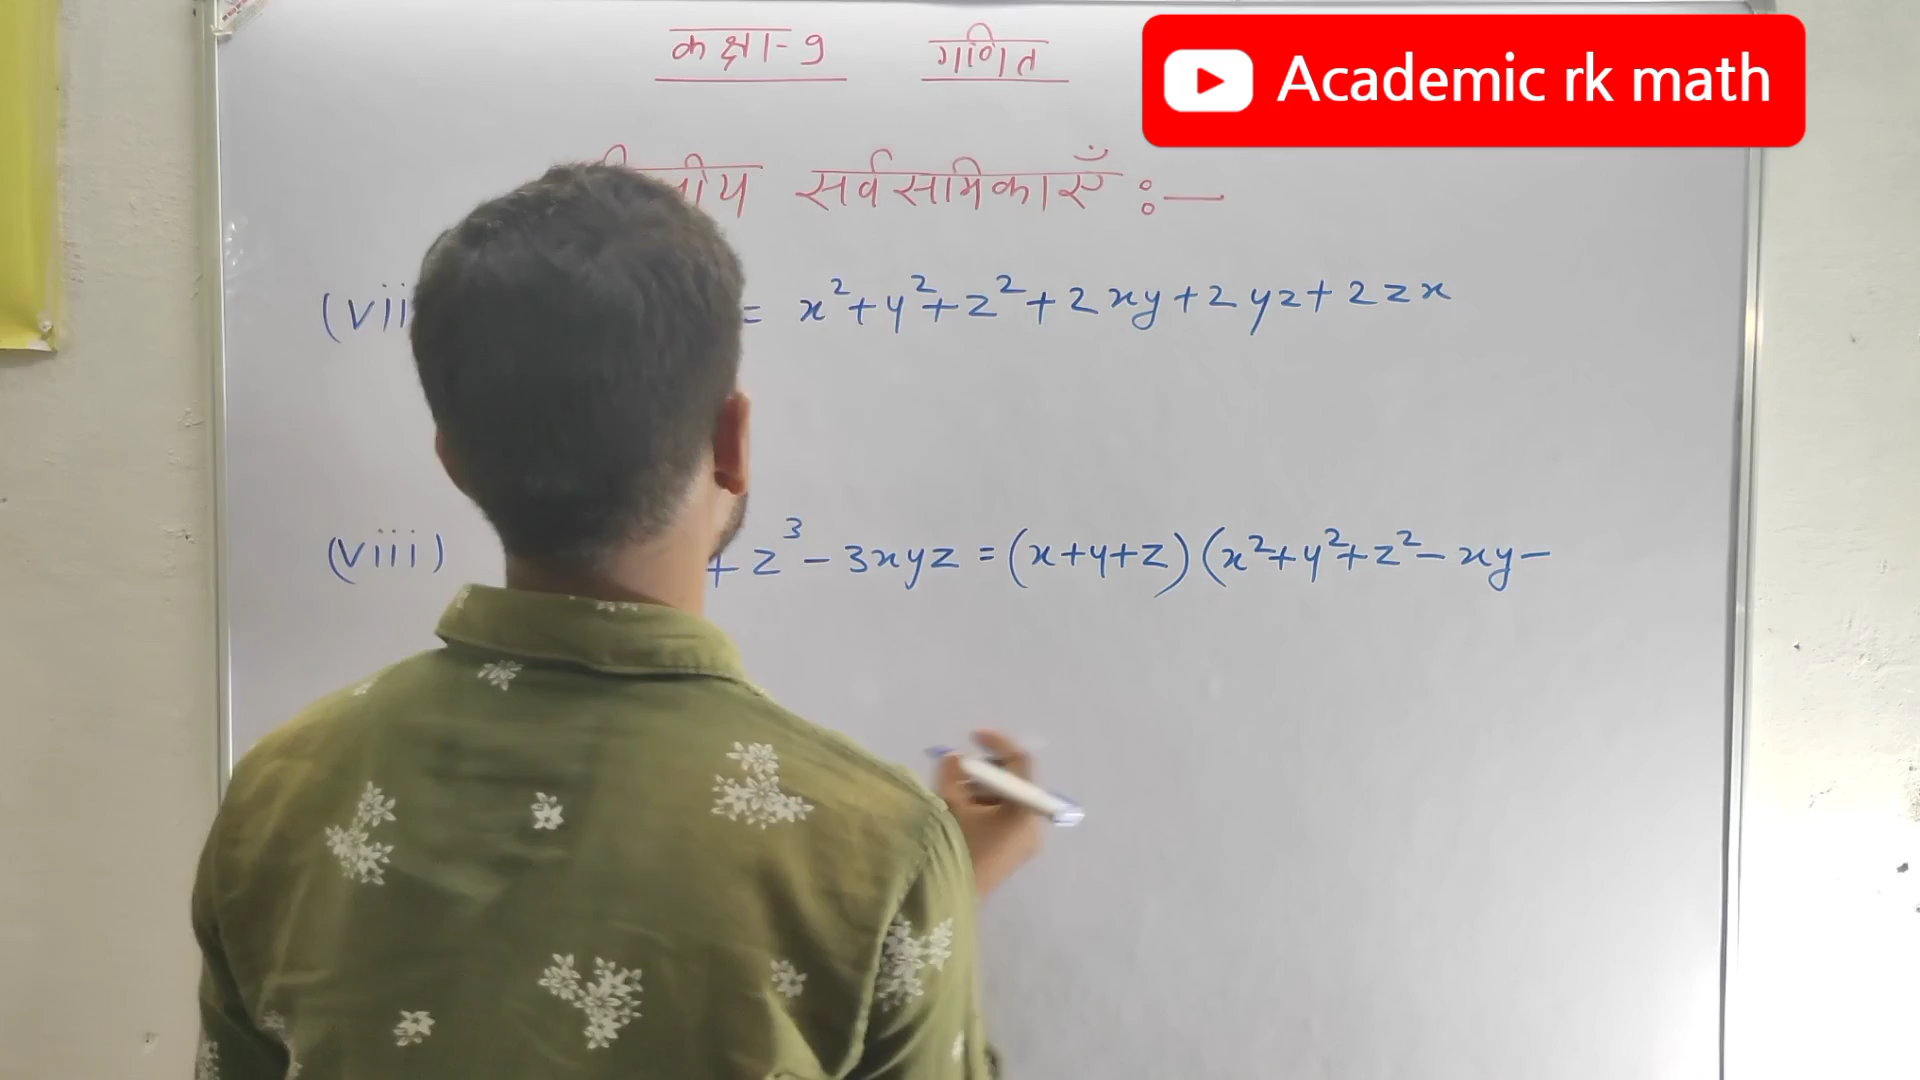 कक्षा-9 गणित
Academic rk math
सर्वसमिकाएँ :—
= x²+y²+z²+2xy+2yz+2zx
(viii) + z³-3xyz = (x+y+z)(x²+y²+z²-xy-